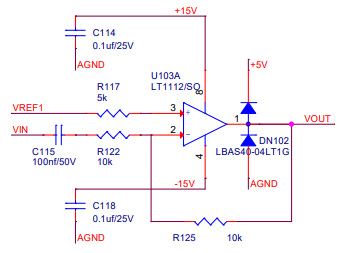 +15V
C114
0.1uf/25V
AGND
U103A
LT1112/SO
+5V
R117
5k
8
VREF1
3
+
1
VOUT
VIN
2
-
C115
100nf/50V
R122
10k
4
DN102
LBAS40-04LT1G
-15V
AGND
C118
0.1uf/25V
AGND
R125
10k